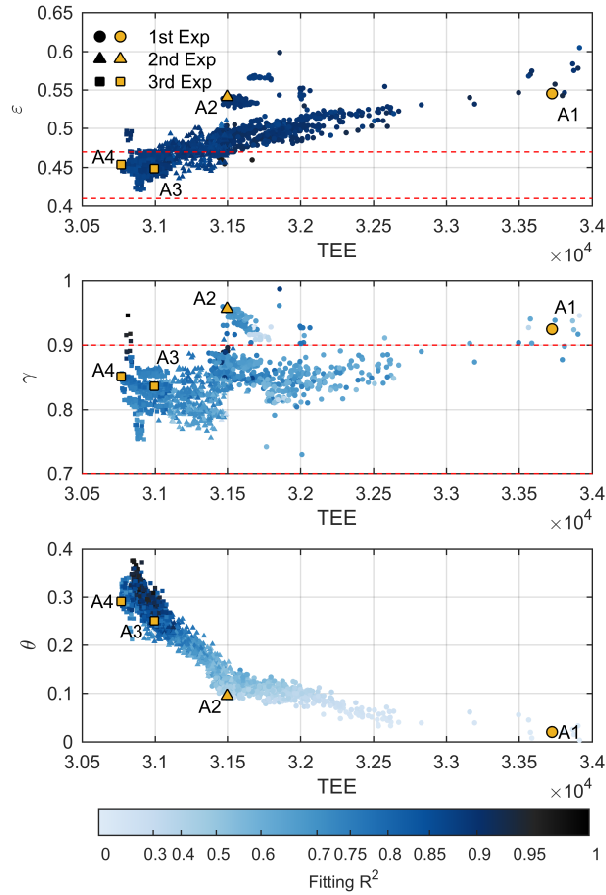 0.65
0.6
0.55
0.5
0.45
0.4
ε
1st Exp
2nd Exp
3rd Exp
A2
A1
A4
A3
3.05 3.1 3.15 3.2 3.25 3.3 3.35 3.4
TEE
×10⁴
1
0.9
0.8
0.7
γ
A2
A1
A3
A4
3.05 3.1 3.15 3.2 3.25 3.3 3.35 3.4
TEE
×10⁴
0.4
0.3
0.2
0.1
0
θ
A4
A3
A2
A1
3.05 3.1 3.15 3.2 3.25 3.3 3.35 3.4
TEE
×10⁴
0 0.3 0.4 0.5 0.6 0.7 0.75 0.8 0.85 0.9 0.95 1
Fitting R²